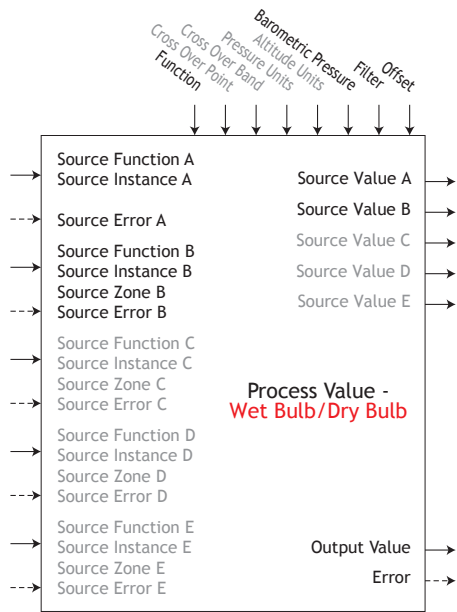 Function
Cross Over Point
Cross Over Band
Pressure Units
Altitude Units
Barometric Pressure
Filter
Offset
Source Function A
Source Instance A
Source Error A
Source Function B
Source Instance B
Source Zone B
Source Error B
Source Function C
Source Instance C
Source Zone C
Source Error C
Source Function D
Source Instance D
Source Zone D
Source Error D
Source Function E
Source Instance E
Source Zone E
Source Error E
Source Value A
Source Value B
Source Value C
Source Value D
Source Value E
Process Value -
Wet Bulb/Dry Bulb
Output Value
Error